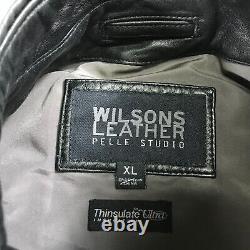 WILSONS
LEATHER
PELLE STUDIO
XL
Thinsulate Ultra